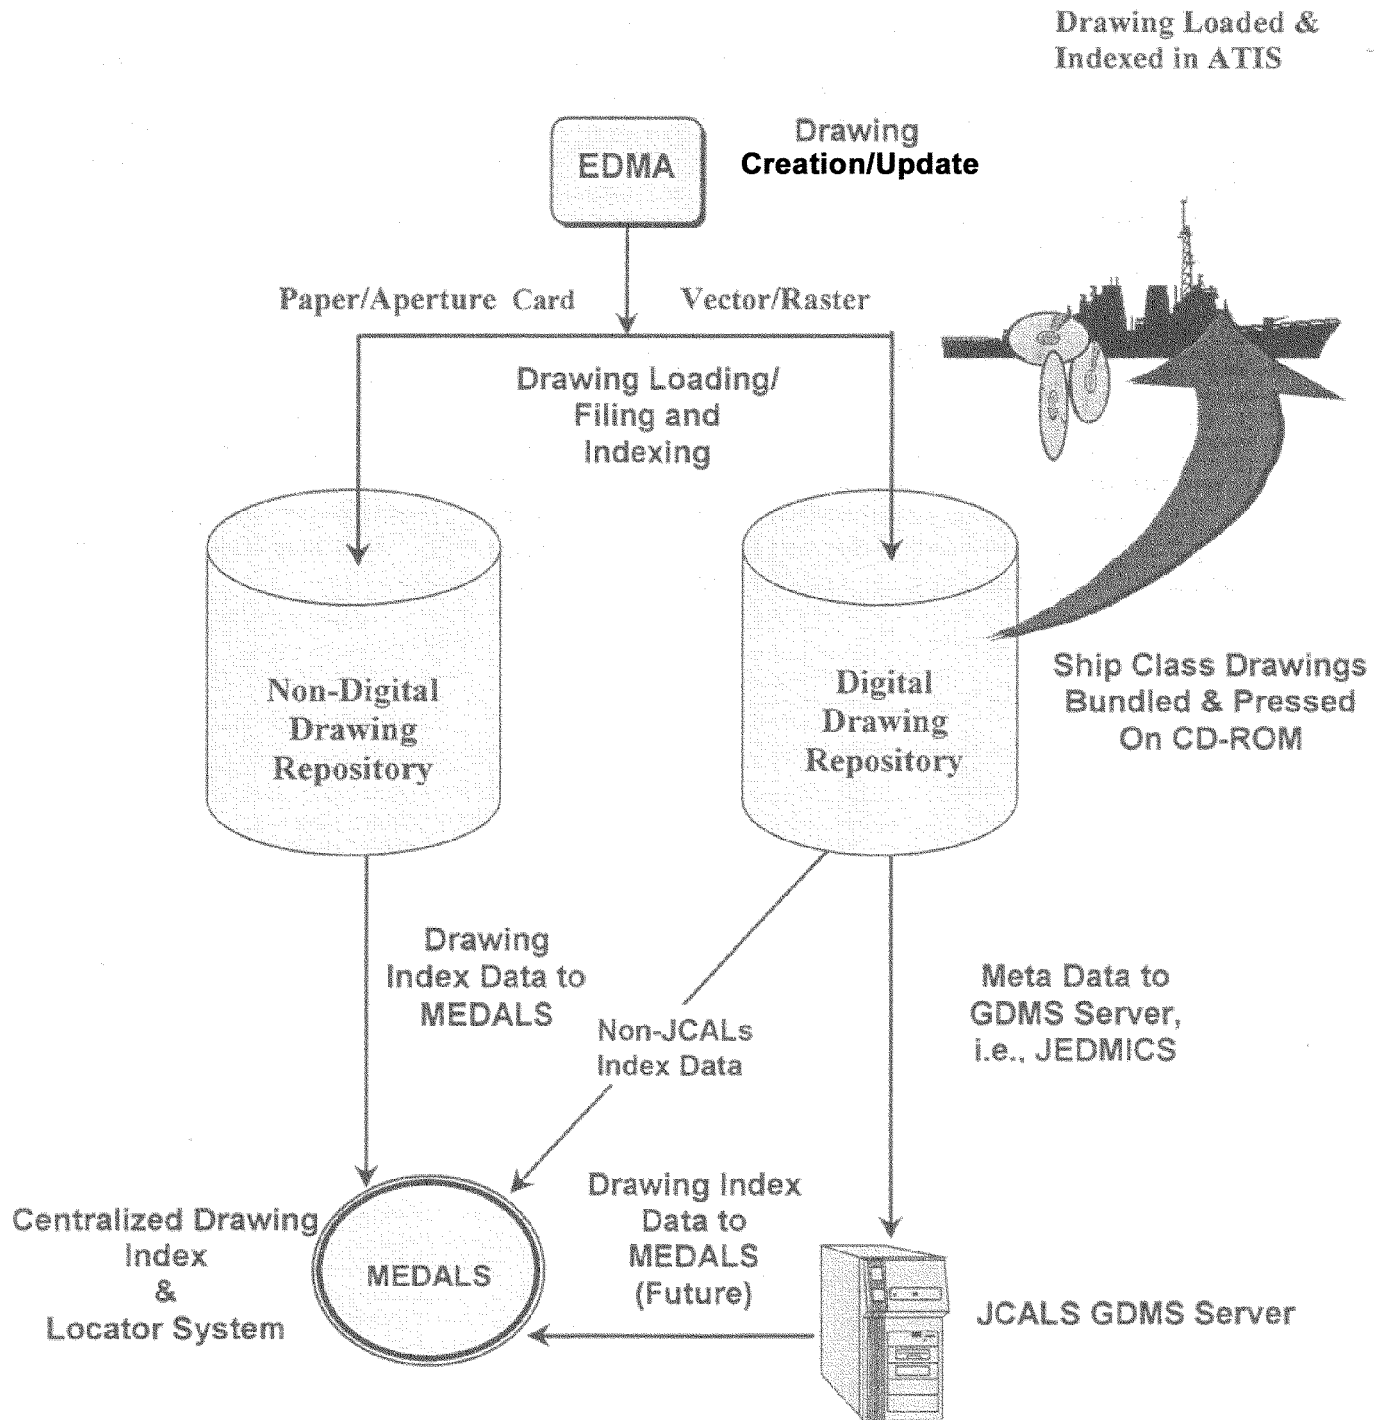 Drawing Loaded &
Indexed in ATIS
EDMA
Drawing
Creation/Update
Paper/Aperture Card
Vector/Raster
Drawing Loading/
Filing and
Indexing
Non-Digital
Drawing
Repository
Digital
Drawing
Repository
Ship Class Drawings
Bundled & Pressed
On CD-ROM
Drawing
Index Data to
MEDALS
Non-JCALs
Index Data
Meta Data to
GDMS Server,
i.e., JEDMICS
Centralized Drawing
Index
&
Locator System
MEDALS
Drawing Index
Data to
MEDALS
(Future)
JCALS GDMS Server